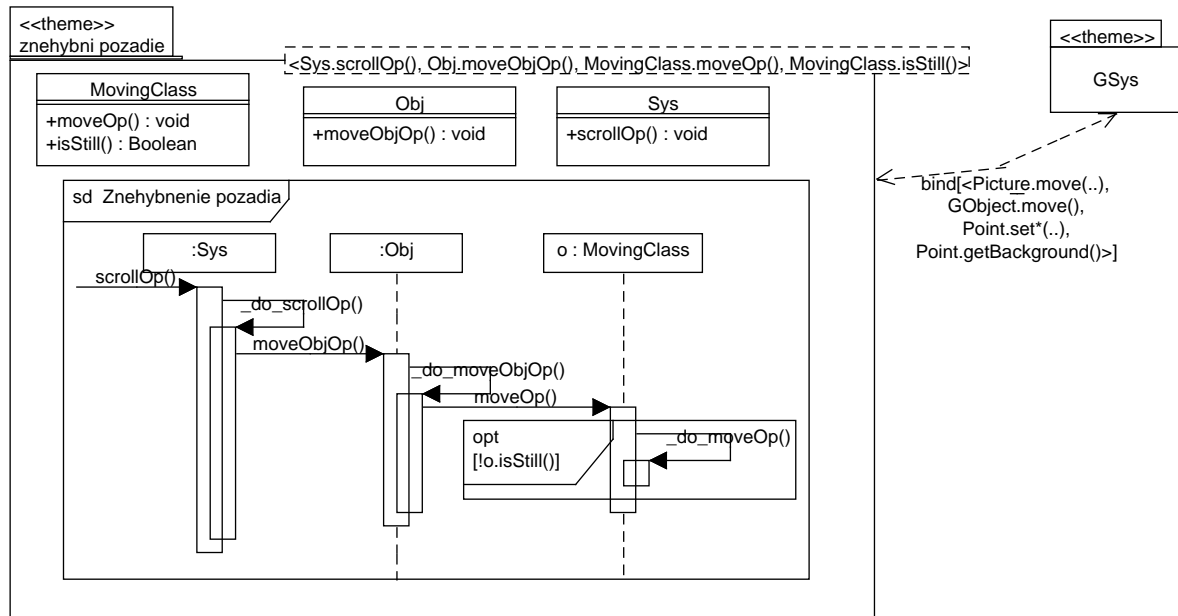 <<theme>>
znehybni pozadie
<Sys.scrollOp(), Obj.moveObjOp(), MovingClass.moveOp(), MovingClass.isStill()>
<<theme>>
GSys
MovingClass
+moveOp() : void
+isStill() : Boolean
Obj
+moveObjOp() : void
Sys
+scrollOp() : void
bind[<Picture.move(..),
GObject.move(),
Point.set*(..),
Point.getBackground()>]
sd Znehybnenie pozadia
:Sys
:Obj
o : MovingClass
scrollOp()
_do_scrollOp()
moveObjOp()
_do_moveObjOp()
moveOp()
opt
[!o.isStill()]
_do_moveOp()